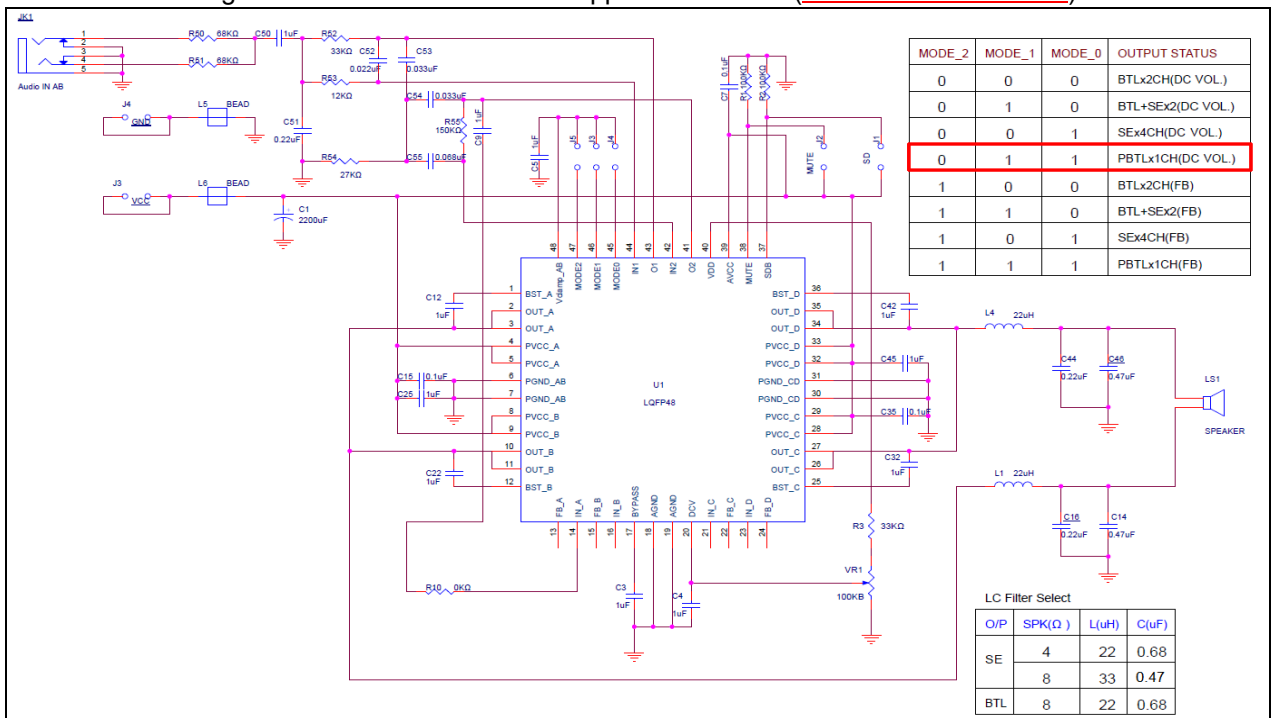 JK1
1
2
3
4
5
Audio IN AB
R50 68KΩ
R51 68KΩ
C50 1uF
R52
33KΩ
C52
0.022uF
C53
0.033uF
R53
12KΩ
C54 0.033uF
R55
150KΩ
C9 1uF
C51
0.22uF
R54
27KΩ
C55 0.068uF
J4
GND
L5 BEAD
J3
VCC
L6 BEAD
C1
2200uF
C5 1uF
J5
J3
J4
C7 0.1uF
R1 100KΩ
R2 100KΩ
J2
MUTE
J1
SD
MODE_2 MODE_1 MODE_0 OUTPUT STATUS
0 0 0 BTLx2CH(DC VOL.)
0 1 0 BTL+SEx2(DC VOL.)
0 0 1 SEx4CH(DC VOL.)
0 1 1 PBTLx1CH(DC VOL.)
1 0 0 BTLx2CH(FB)
1 1 0 BTL+SEx2(FB)
1 0 1 SEx4CH(FB)
1 1 1 PBTLx1CH(FB)
48 47 46 45 44 43 42 41 40 39 38 37
Vdamp_AB MODE2 MODE1 MODE0 IN1 O1 IN2 O2 VDD AVCC MUTE SDB
1 BST_A
2 OUT_A
3 OUT_A
4 PVCC_A
5 PVCC_A
6 PGND_AB
7 PGND_AB
8 PVCC_B
9 PVCC_B
10 OUT_B
11 OUT_B
12 BST_B
U1
LQFP48
BST_D 36
OUT_D 35
OUT_D 34
PVCC_D 33
PVCC_D 32
PGND_CD 31
PGND_CD 30
PVCC_C 29
PVCC_C 28
OUT_C 27
OUT_C 26
BST_C 25
FB_A IN_A FB_B IN_B BYPASS AGND AGND DCV IN_C FB_C IN_D FB_D
13 14 15 16 17 18 19 20 21 22 23 24
C12
1uF
C15 0.1uF
C25 1uF
C22
1uF
C42
1uF
C45 1uF
C35 0.1uF
C32
1uF
L4 22uH
C44
0.22uF
C46
0.47uF
LS1
SPEAKER
L1 22uH
C16
0.22uF
C14
0.47uF
R3 33KΩ
VR1
100KB
R10 0KΩ
C3
1uF
C4
1uF
LC Filter Select
O/P SPK(Ω ) L(uH) C(uF)
SE 4 22 0.68
8 33 0.47
BTL 8 22 0.68